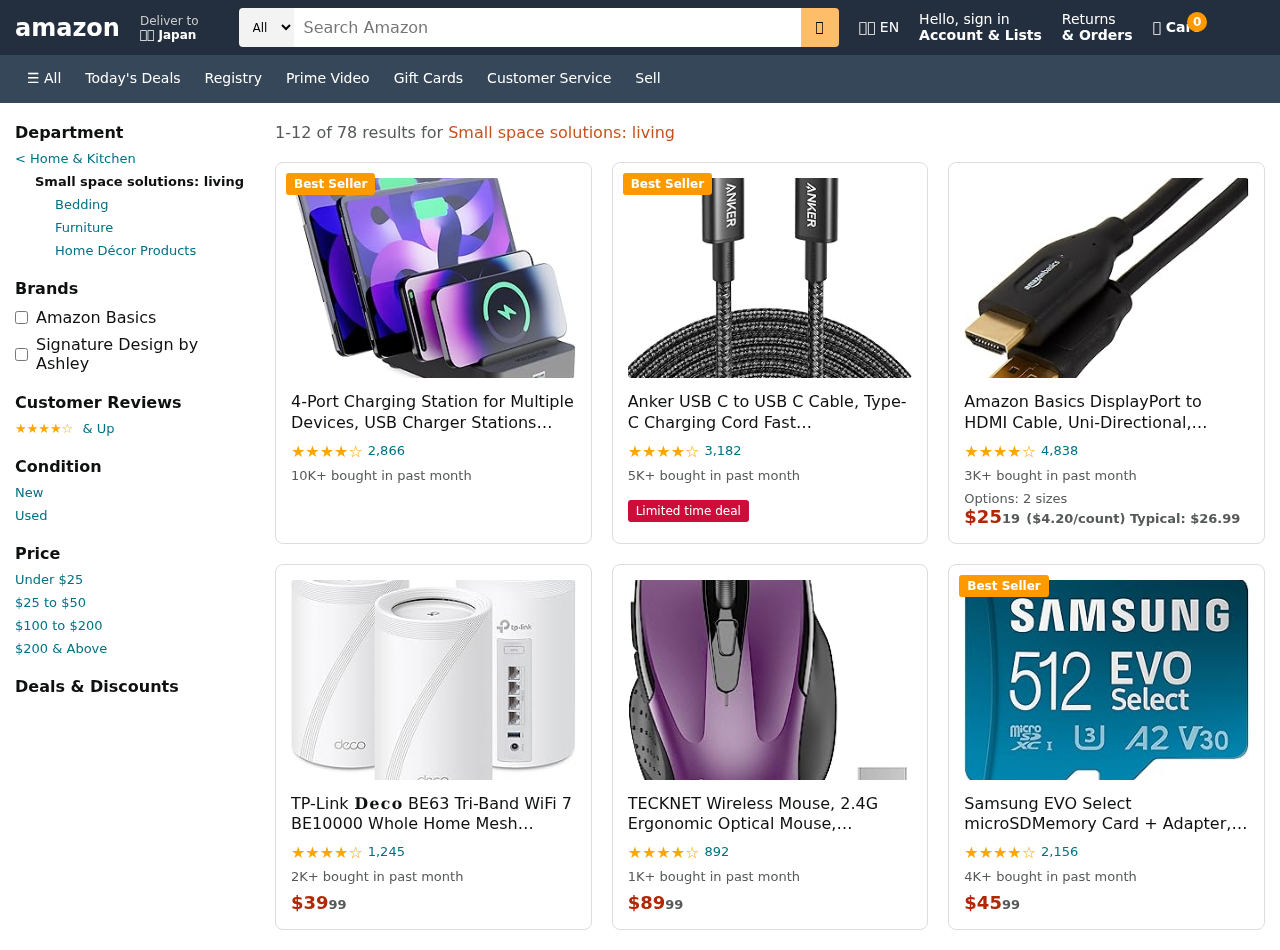 amazon
Deliver to
Japan
All
Search Amazon
EN
Hello, sign in
Account & Lists
Returns
& Orders
0
☰ All
Today's Deals
Registry
Prime Video
Gift Cards
Customer Service
Sell
Department
< Home & Kitchen
Small space solutions: living
Bedding
Furniture
Home Décor Products
Brands
Amazon Basics
Signature Design by
Ashley
Customer Reviews
★★★★☆ & Up
Condition
New
Used
Price
Under $25
$25 to $50
$100 to $200
$200 & Above
Deals & Discounts
1-12 of 78 results for Small space solutions: living
Best Seller
4-Port Charging Station for Multiple
Devices, USB Charger Stations…
★★★★☆ 2,866
10K+ bought in past month
Best Seller
ANKER
ANKER
Anker USB C to USB C Cable, Type-
C Charging Cord Fast…
★★★★☆ 3,182
5K+ bought in past month
Limited time deal
amazonbasics
Amazon Basics DisplayPort to
HDMI Cable, Uni-Directional,…
★★★★☆ 4,838
3K+ bought in past month
Options: 2 sizes
$25 19 ($4.20/count) Typical: $26.99
tp-link
deco
deco
TP-Link 𝐃𝐞𝐜𝐨 BE63 Tri-Band WiFi 7
BE10000 Whole Home Mesh…
★★★★☆ 1,245
2K+ bought in past month
$39 99
TECKNET Wireless Mouse, 2.4G
Ergonomic Optical Mouse,…
★★★★☆ 892
1K+ bought in past month
$89 99
Best Seller
SAMSUNG
512 EVO
Select
micro SD XC I U3 A2 V30
Samsung EVO Select
microSDMemory Card + Adapter,…
★★★★☆ 2,156
4K+ bought in past month
$45 99